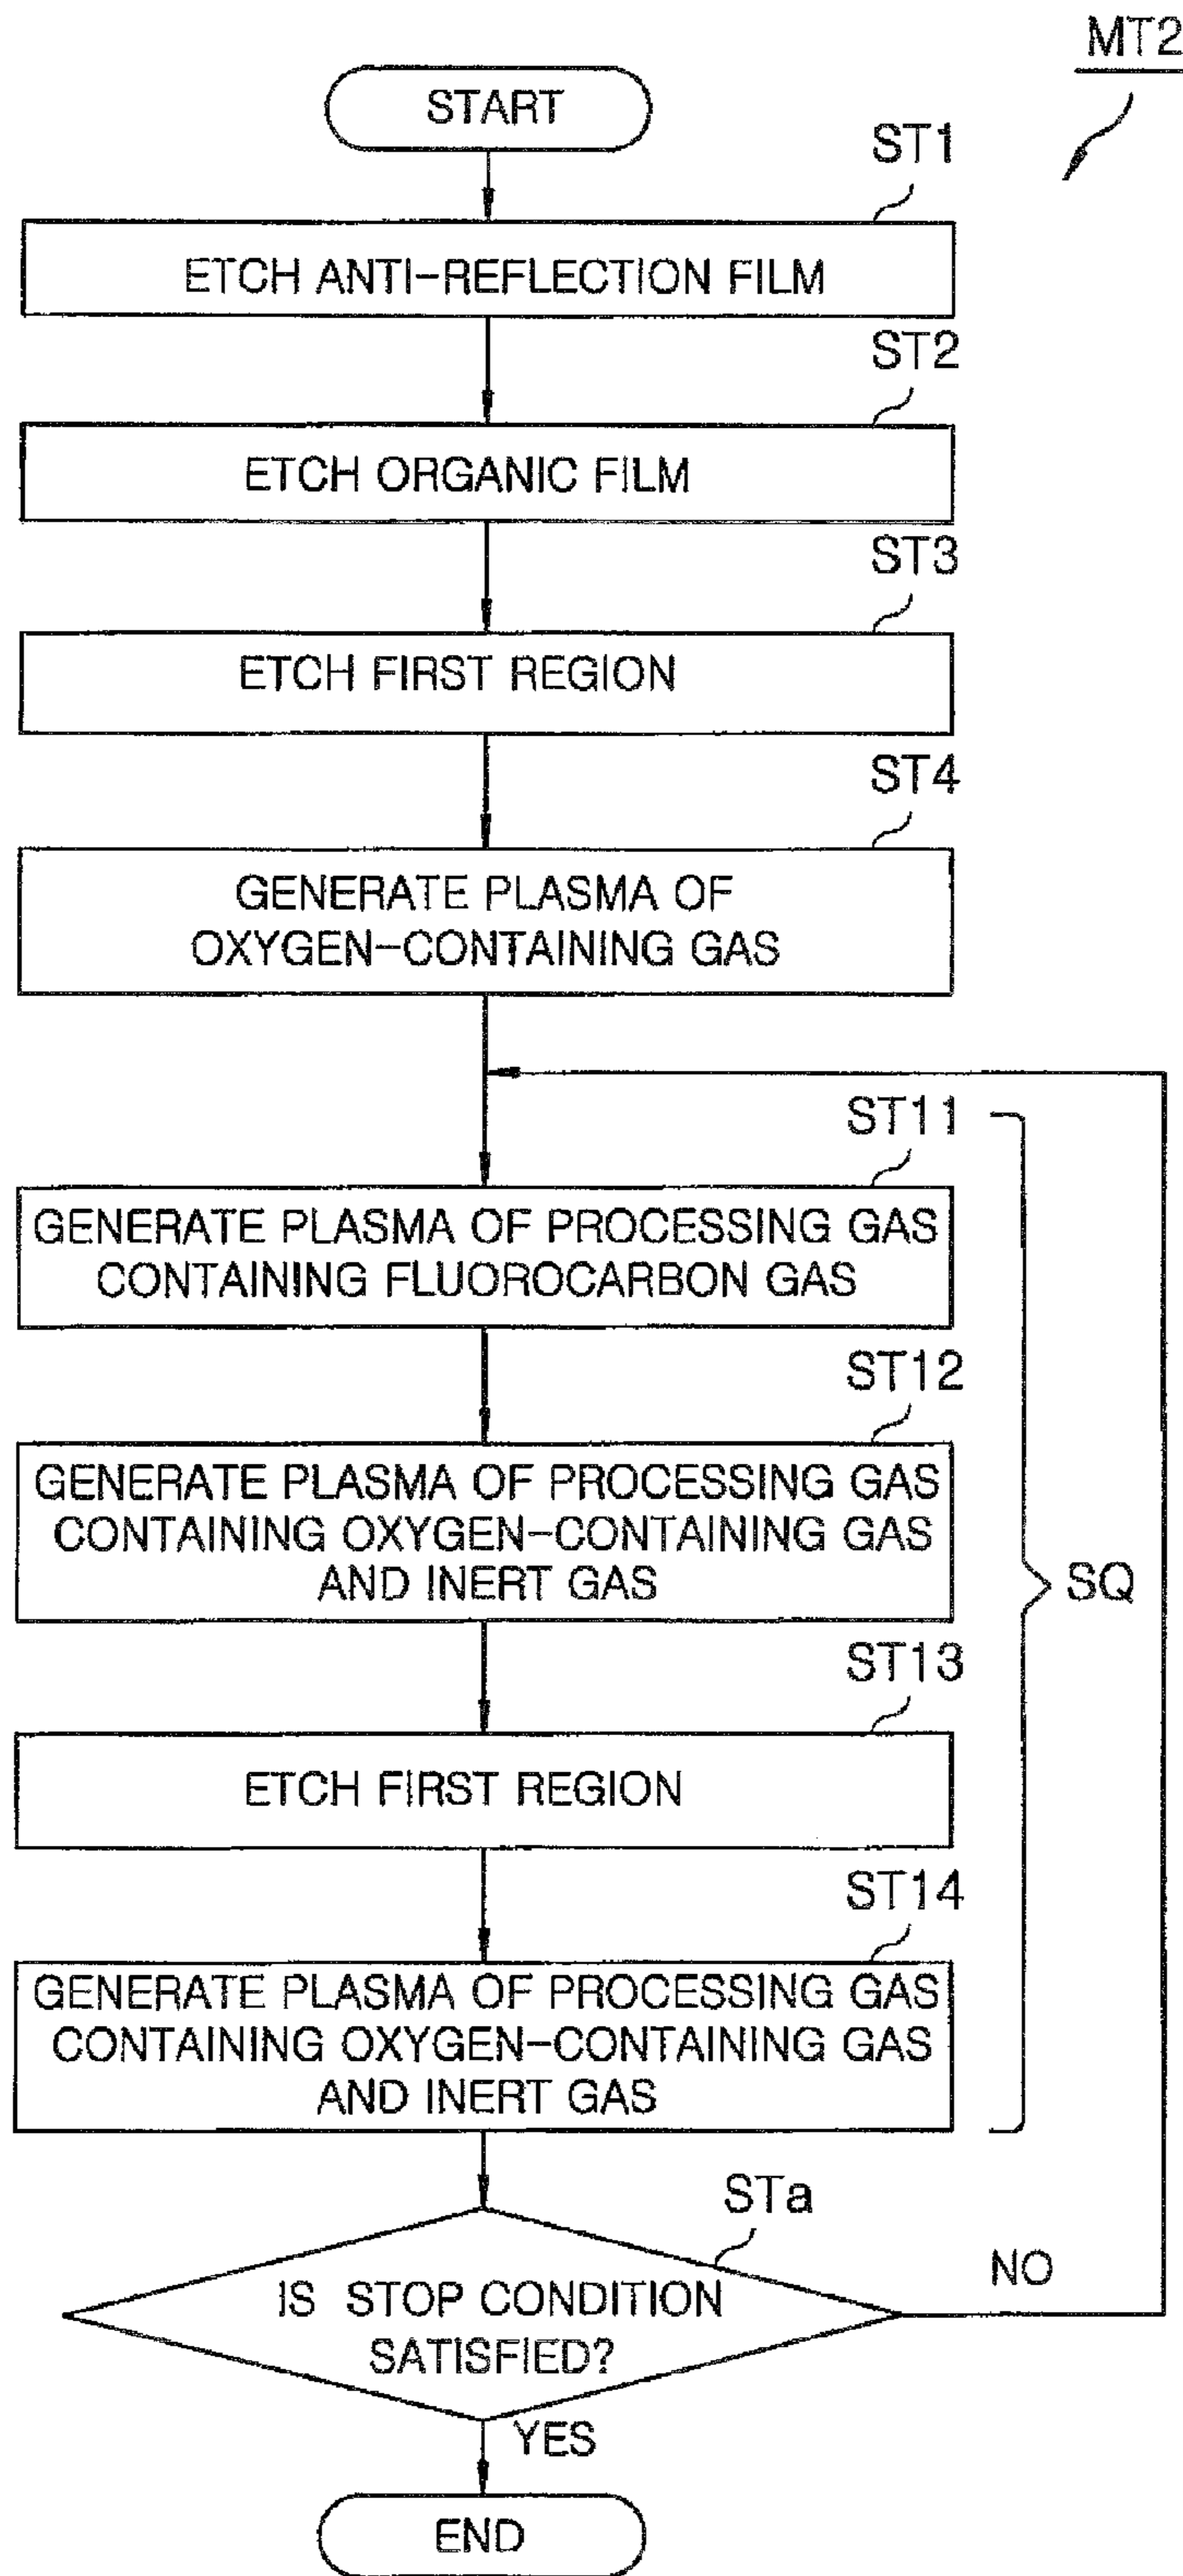 MT2
START
ST1
ETCH ANTI-REFLECTION FILM
ST2
ETCH ORGANIC FILM
ST3
ETCH FIRST REGION
ST4
GENERATE PLASMA OF
OXYGEN-CONTAINING GAS
ST11
GENERATE PLASMA OF PROCESSING GAS
CONTAINING FLUOROCARBON GAS
ST12
GENERATE PLASMA OF PROCESSING GAS
CONTAINING OXYGEN-CONTAINING GAS
AND INERT GAS
SQ
ST13
ETCH FIRST REGION
ST14
GENERATE PLASMA OF PROCESSING GAS
CONTAINING OXYGEN-CONTAINING GAS
AND INERT GAS
STa
IS STOP CONDITION
SATISFIED?
NO
YES
END